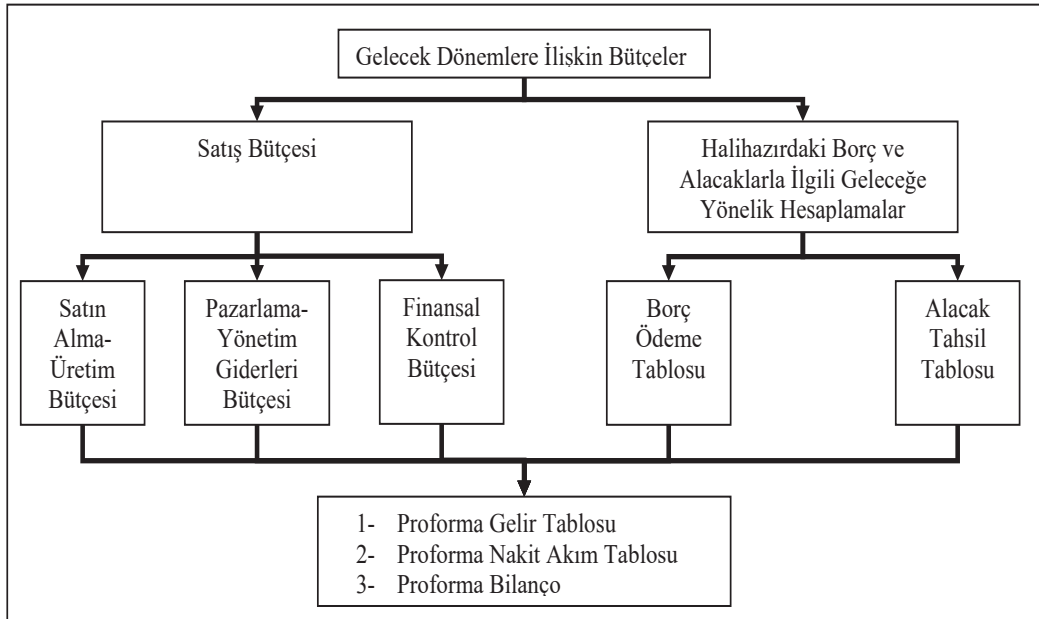 Gelecek Dönemlere İlişkin Bütçeler
Satış Bütçesi
Halihazırdaki Borç ve
Alacaklarla İlgili Geleceğe
Yönelik Hesaplamalar
Satın
Alma-
Üretim
Bütçesi
Pazarlama-
Yönetim
Giderleri
Bütçesi
Finansal
Kontrol
Bütçesi
Borç
Ödeme
Tablosu
Alacak
Tahsil
Tablosu
1- Proforma Gelir Tablosu
2- Proforma Nakit Akım Tablosu
3- Proforma Bilanço